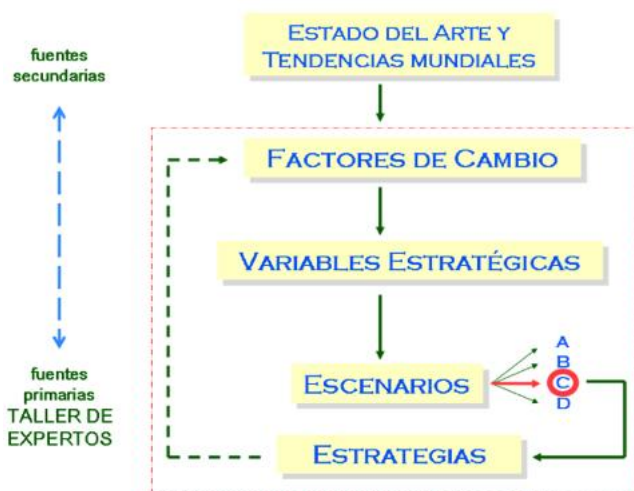 ESTADO DEL ARTE Y
TENDENCIAS MUNDIALES
fuentes
secundarias
FACTORES DE CAMBIO
VARIABLES ESTRATÉGICAS
ESCENARIOS
A
B
C
D
fuentes
primarias
TALLER DE
EXPERTOS
ESTRATEGIAS